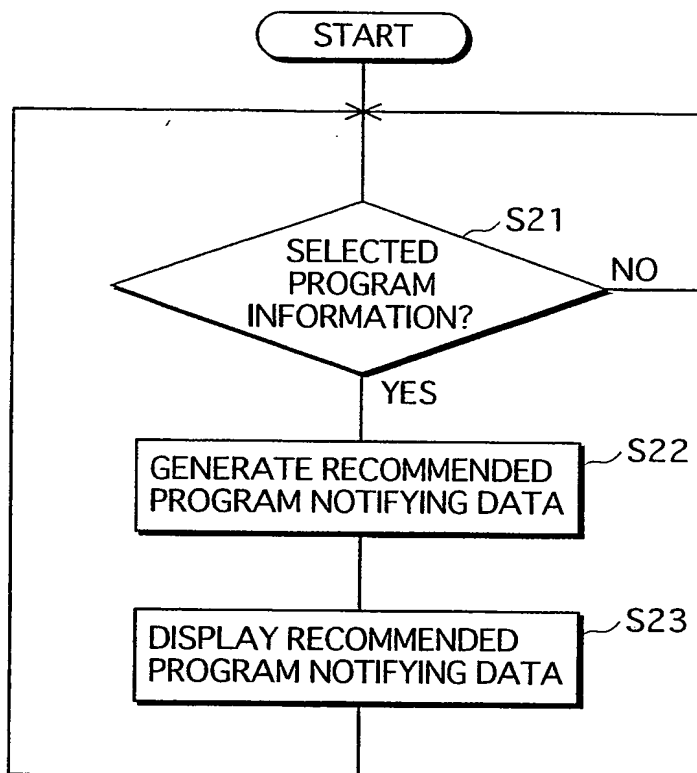 START
S21
SELECTED
PROGRAM
INFORMATION?
NO
YES
S22
GENERATE RECOMMENDED
PROGRAM NOTIFYING DATA
S23
DISPLAY RECOMMENDED
PROGRAM NOTIFYING DATA